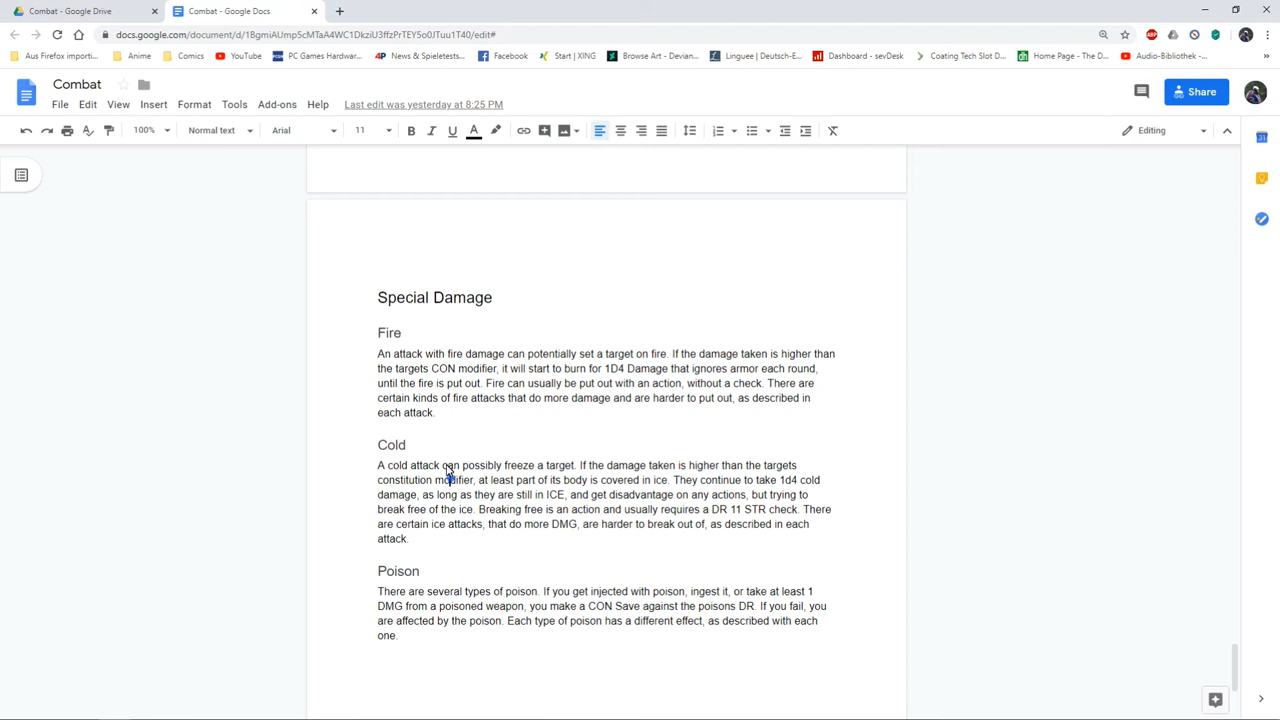 Combat - Google Drive
Combat - Google Docs
docs.google.com/document/d/18gmiAUmp5cMTaA4WC1DkziU3ffzPrTEY5o0JTuu1T40/edit#
Aus Firefox importi...
Anime
Comics
YouTube
PC Games Hardwar...
News & Spieletests...
Facebook
Start | XING
Browse Art - Devian...
Linguee | Deutsch-E...
Dashboard - sevDesk
Coating Tech Slot D...
Home Page - The D...
Audio-Bibliothek -...
Combat
Share
File Edit View Insert Format Tools Add-ons Help Last edit was yesterday at 8:25 PM
100% Normal text Arial 11 B I U A Editing
Special Damage
Fire
An attack with fire damage can potentially set a target on fire. If the damage taken is higher than
the targets CON modifier, it will start to burn for 1D4 Damage that ignores armor each round,
until the fire is put out. Fire can usually be put out with an action, without a check. There are
certain kinds of fire attacks that do more damage and are harder to put out, as described in
each attack.
Cold
A cold attack can possibly freeze a target. If the damage taken is higher than the targets
constitution modifier, at least part of its body is covered in ice. They continue to take 1d4 cold
damage, as long as they are still in ICE, and get disadvantage on any actions, but trying to
break free of the ice. Breaking free is an action and usually requires a DR 11 STR check. There
are certain ice attacks, that do more DMG, are harder to break out of, as described in each
attack.
Poison
There are several types of poison. If you get injected with poison, ingest it, or take at least 1
DMG from a poisoned weapon, you make a CON Save against the poisons DR. If you fail, you
are affected by the poison. Each type of poison has a different effect, as described with each
one.